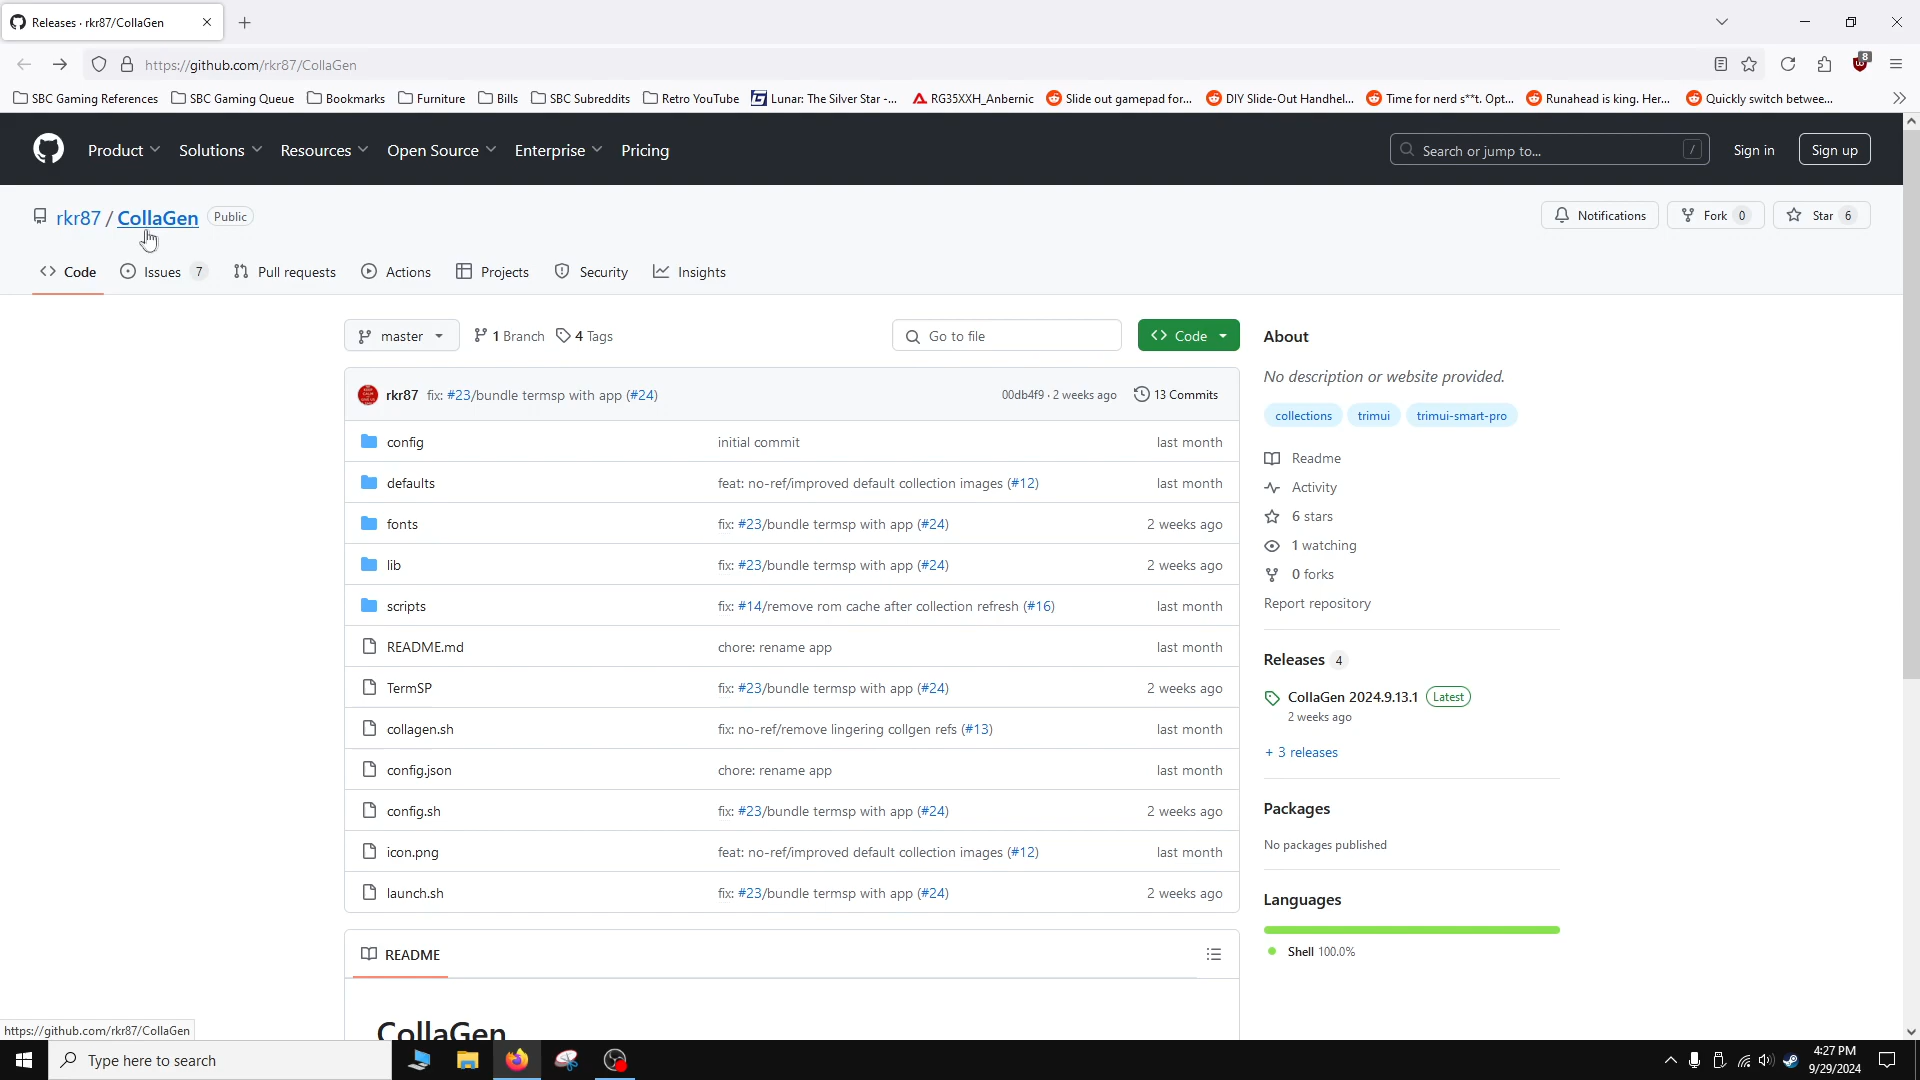 Releases · rkr87/CollaGen
https://github.com/rkr87/CollaGen
8
SBC Gaming References SBC Gaming Queue Bookmarks Furniture Bills SBC Subreddits Retro YouTube Lunar: The Silver Star -... RG35XXH_Anbernic Slide out gamepad for... DIY Slide-Out Handhel... Time for nerd s**t. Opt... Runahead is king. Her... Quickly switch betwee...
Product Solutions Resources Open Source Enterprise Pricing Search or jump to... / Sign in Sign up
rkr87 / CollaGen Public Notifications Fork 0 Star 6
Code Issues 7 Pull requests Actions Projects Security Insights
master 1 Branch 4 Tags Go to file Code
rkr87 fix: #23/bundle termsp with app (#24) 00db4f9 · 2 weeks ago 13 Commits
config initial commit last month
defaults feat: no-ref/improved default collection images (#12) last month
fonts fix: #23/bundle termsp with app (#24) 2 weeks ago
lib fix: #23/bundle termsp with app (#24) 2 weeks ago
scripts fix: #14/remove rom cache after collection refresh (#16) last month
README.md chore: rename app last month
TermSP fix: #23/bundle termsp with app (#24) 2 weeks ago
collagen.sh fix: no-ref/remove lingering collgen refs (#13) last month
config.json chore: rename app last month
config.sh fix: #23/bundle termsp with app (#24) 2 weeks ago
icon.png feat: no-ref/improved default collection images (#12) last month
launch.sh fix: #23/bundle termsp with app (#24) 2 weeks ago
README
CollaGen
About
No description or website provided.
collections trimui trimui-smart-pro
Readme
Activity
6 stars
1 watching
0 forks
Report repository
Releases 4
CollaGen 2024.9.13.1 Latest
2 weeks ago
+ 3 releases
Packages
No packages published
Languages
Shell 100.0%
https://github.com/rkr87/CollaGen
Type here to search
4:27 PM
9/29/2024